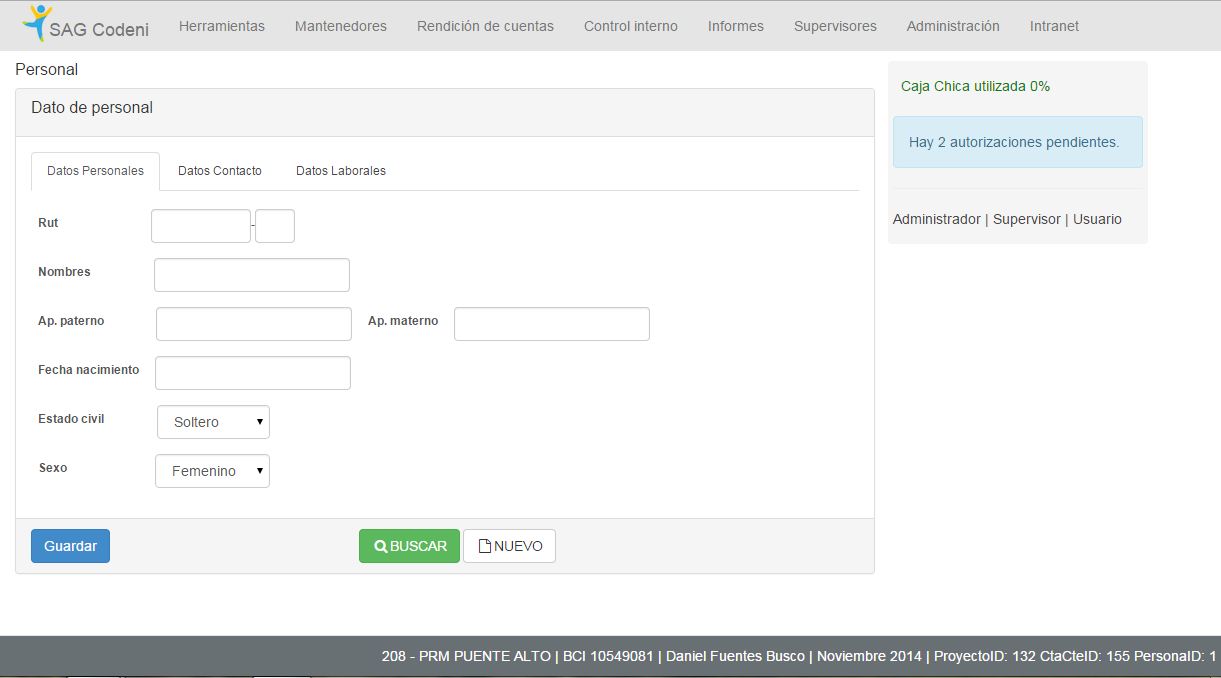 SAG Codeni Herramientas Mantenedores Rendición de cuentas Control interno Informes Supervisores Administración Intranet
Personal
Dato de personal
Datos Personales Datos Contacto Datos Laborales
Rut -
Nombres
Ap. paterno Ap. materno
Fecha nacimiento
Estado civil Soltero
Sexo Femenino
Guardar BUSCAR NUEVO
Caja Chica utilizada 0%
Hay 2 autorizaciones pendientes.
Administrador | Supervisor | Usuario
208 - PRM PUENTE ALTO | BCI 10549081 | Daniel Fuentes Busco | Noviembre 2014 | ProyectoID: 132 CtaCteID: 155 PersonaID: 1